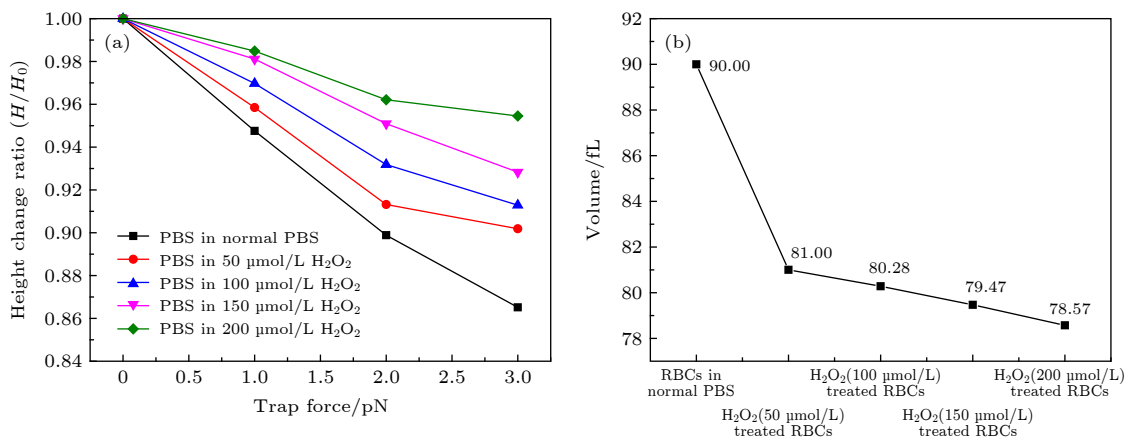 (a)
Height change ratio (H/H₀)
1.00
0.98
0.96
0.94
0.92
0.90
0.88
0.86
0.84
PBS in normal PBS
PBS in 50 µmol/L H₂O₂
PBS in 100 µmol/L H₂O₂
PBS in 150 µmol/L H₂O₂
PBS in 200 µmol/L H₂O₂
0 0.5 1.0 1.5 2.0 2.5 3.0
Trap force/pN
(b)
Volume/fL
92
90
88
86
84
82
80
78
90.00
81.00
80.28
79.47
78.57
RBCs in
normal PBS
H₂O₂(50 µmol/L)
treated RBCs
H₂O₂(100 µmol/L)
treated RBCs
H₂O₂(150 µmol/L)
treated RBCs
H₂O₂(200 µmol/L)
treated RBCs